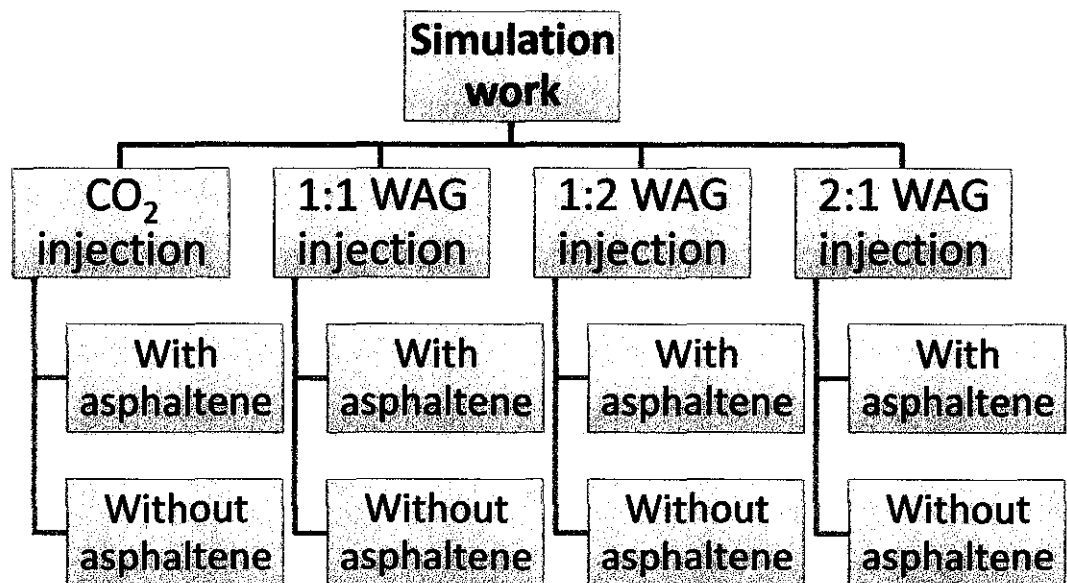 Simulation
work
CO₂
injection
1:1 WAG
injection
1:2 WAG
injection
2:1 WAG
injection
With
asphaltene
With
asphaltene
With
asphaltene
With
asphaltene
Without
asphaltene
Without
asphaltene
Without
asphaltene
Without
asphaltene